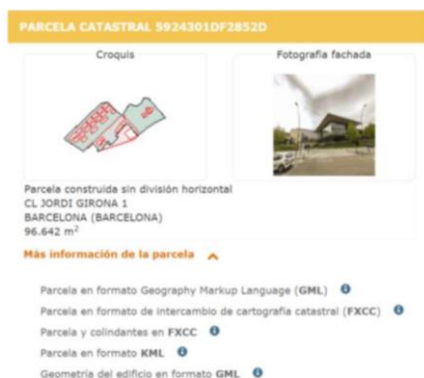 PARCELA CATASTRAL 5924301DF2852D
Croquis
Fotografía fachada
Parcela construida sin división horizontal
CL JORDI GIRONA 1
BARCELONA (BARCELONA)
96.642 m²
Más información de la parcela
Parcela en formato Geography Markup Language (GML)
Parcela en formato de intercambio de cartografía catastral (FXCC)
Parcela y colindantes en FXCC
Parcela en formato KML
Geometría del edificio en formato GML